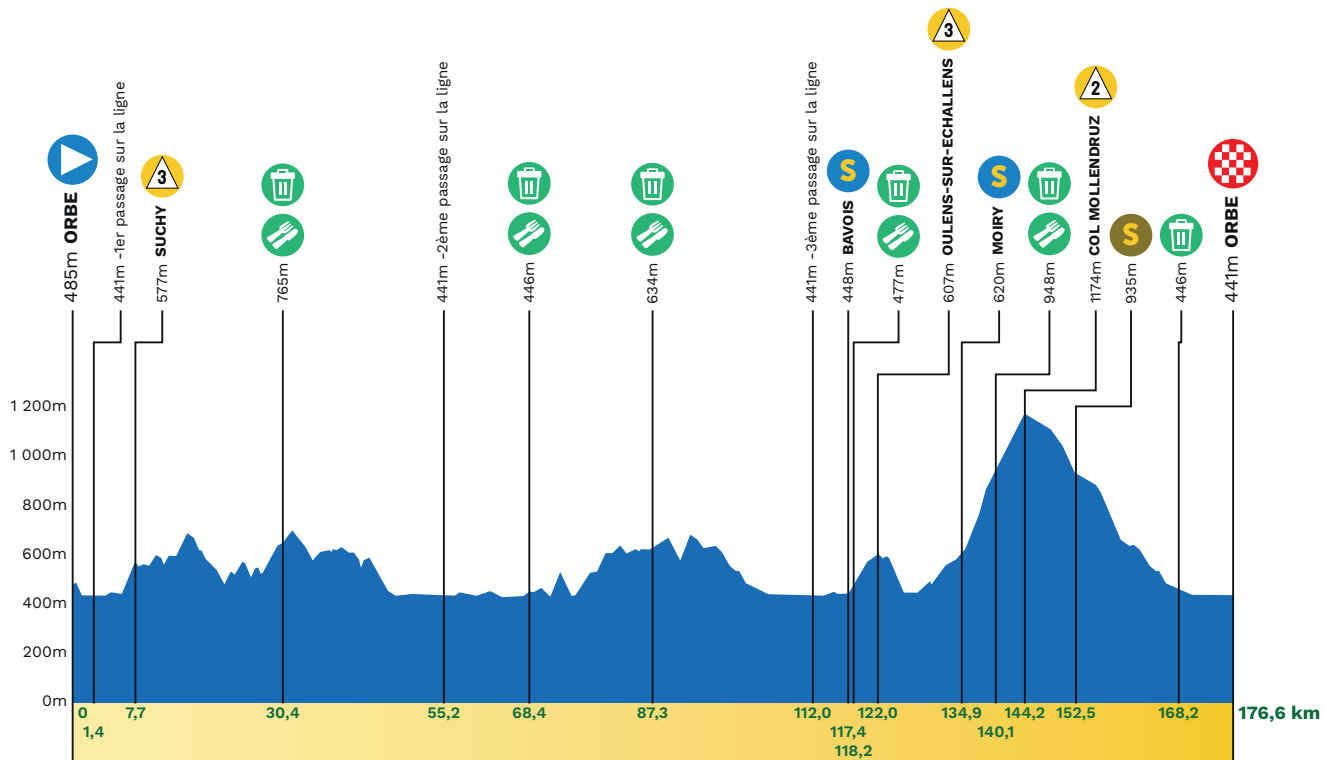 3
OULENS-SUR-ECHALLENS
607m
2
COL MOLLENDRUZ
1174m
485m ORBE
441m -1er passage sur la ligne
3
577m SUCHY
765m
441m -2ème passage sur la ligne
446m
634m
441m -3ème passage sur la ligne
S
448m BAVOIS
477m
S
620m MOIRY
948m
S
935m
446m
441m ORBE
1 200m
1 000m
800m
600m
400m
200m
0m
0
1,4
7,7
30,4
55,2
68,4
87,3
112,0
117,4
118,2
122,0
134,9
140,1
144,2
152,5
168,2
176,6 km